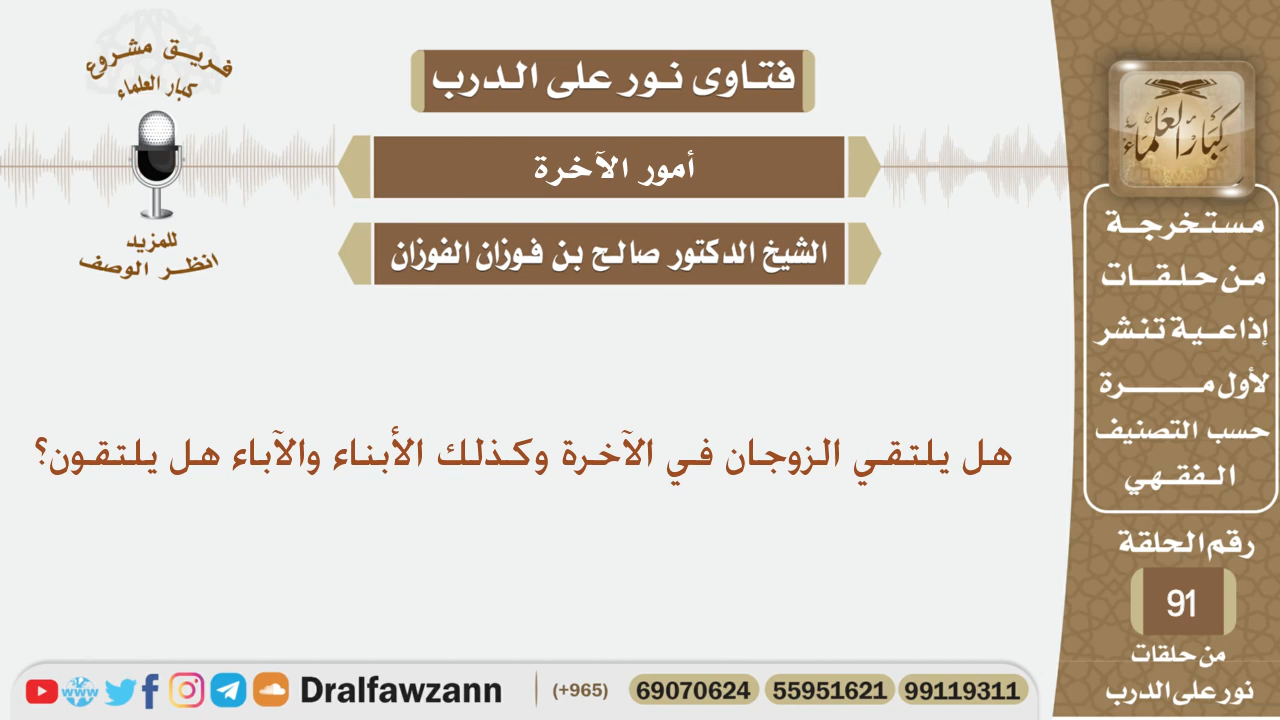 فريق مشروع
كبار العلماء
للمزيد
انظر الوصف
فتاوى نور على الدرب
أمور الآخرة
الشيخ الدكتور صالح بن فوزان الفوزان
هل يلتقي الزوجان في الآخرة وكذلك الأبناء والآباء هل يلتقون؟
كبار العلماء
مستخرجة
من حلقات
إذاعية تنشر
لأول مرة
حسب التصنيف
الفقهي
رقم الحلقة
91
من حلقات
نور على الدرب
www Dralfawzann (+965) 69070624 55951621 99119311